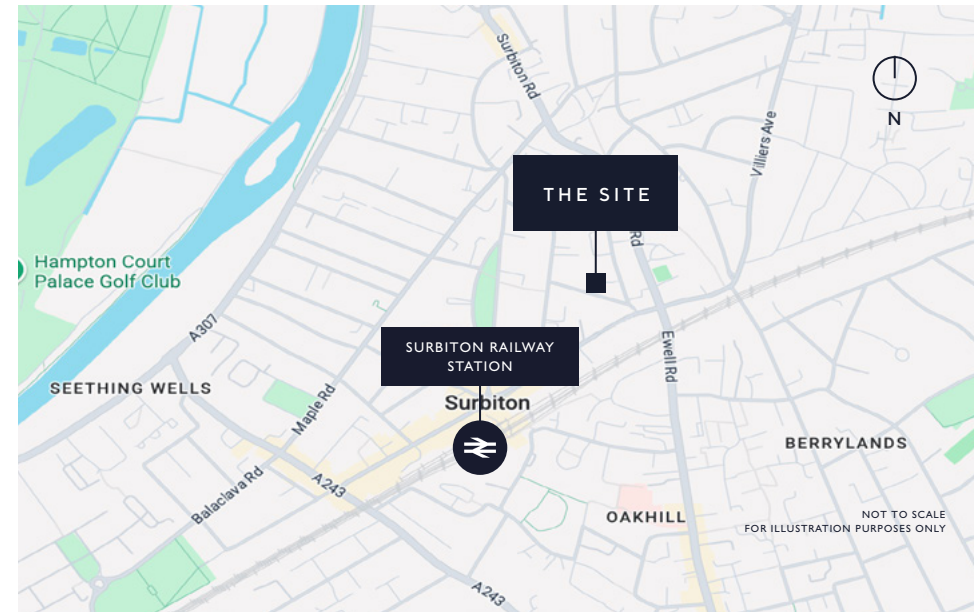 Surbiton Rd
N
Villiers Ave
THE SITE
Rd
Hampton Court
Palace Golf Club
A307
SURBITON RAILWAY
STATION
Ewell Rd
SEETHING WELLS
Maple Rd
Surbiton
BERRYLANDS
Balaclava Rd
A243
OAKHILL
NOT TO SCALE
FOR ILLUSTRATION PURPOSES ONLY
A243